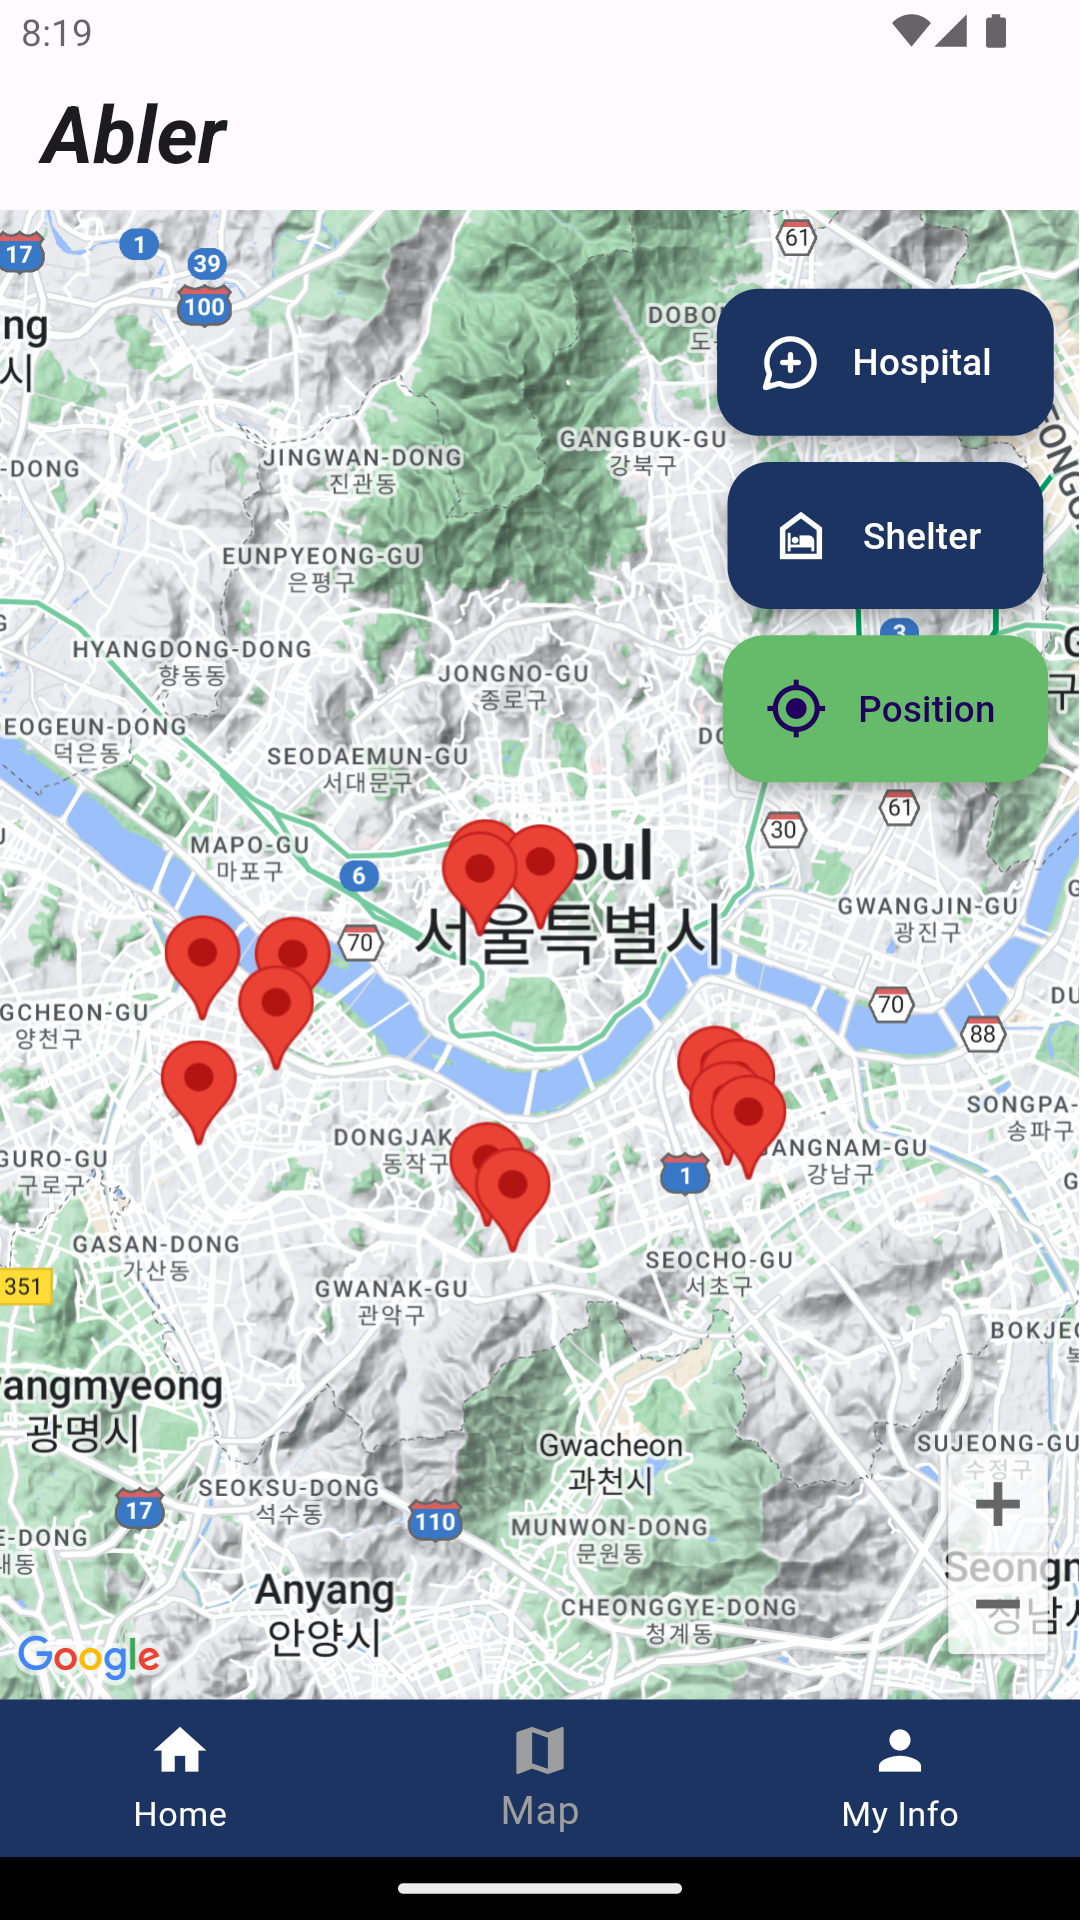 8:19
Abler
17
1
39
100
61
ng
시
DOBO
도
Hospital
-DONG
JINGWAN-DONG
진관동
GANGBUK-GU
강북구
EONGG
EUNPYEONG-GU
은평구
Shelter
3
HYANGDONG-DONG
향동동
JONGNO-GU
종로구
G
구
Position
EOGEUN-DONG
덕은동
SEODAEMUN-GU
서대문구
DO
61
30
MAPO-GU
마포구
6
oul
서울특별시
70
GWANGJIN-GU
광진구
G
GCHEON-GU
양천구
70
88
DU
SONGPA-
송파구
DONGJAK
동작구
ANGNAM-GU
강남구
1
GURO-GU
구로구
G
GASAN-DONG
가산동
SEOCHO-GU
서초구
351
GWANAK-GU
관악구
BOKJEO
angmyeong
광명시
Gwacheon
과천시
SUJEONG-GU
수정구
SEOKSU-DONG
석수동
17
110
MUNWON-DONG
문원동
E-DONG
대동
+
Seongn
성남시
−
Anyang
안양시
CHEONGGYE-DONG
청계동
Google
Home
Map
My Info